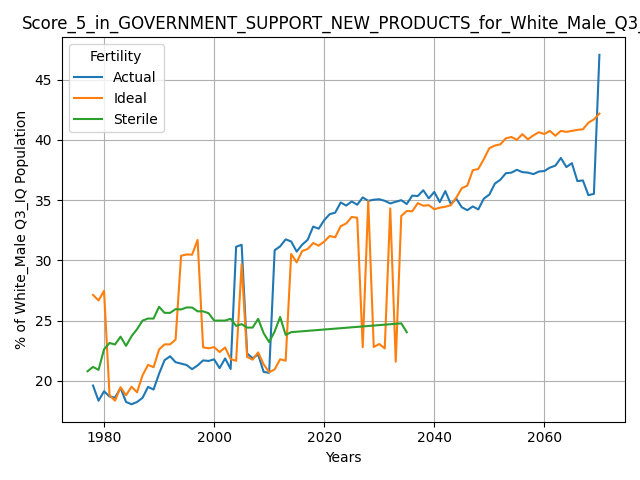 Score_5_in_GOVERNMENT_SUPPORT_NEW_PRODUCTS_for_White_Male_Q3_
Fertility
Actual
Ideal
Sterile
% of White_Male Q3_IQ Population
45
40
35
30
25
20
1980
2000
2020
2040
2060
Years